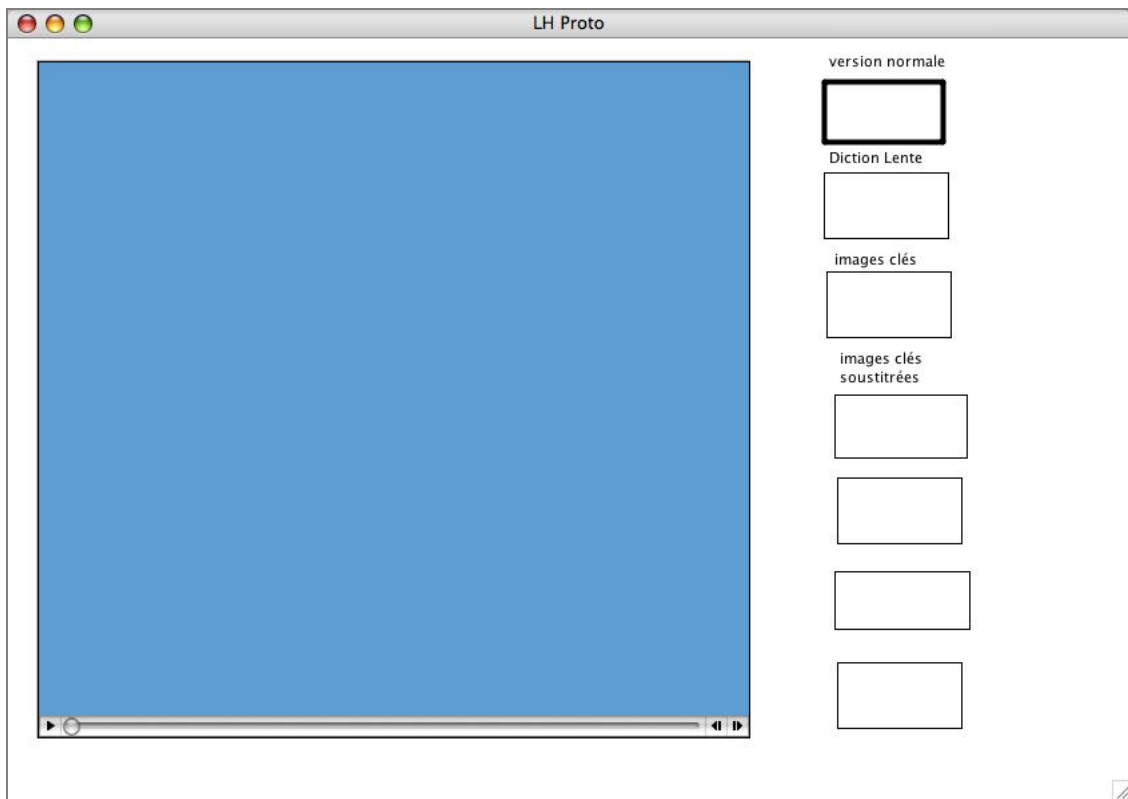 LH Proto
version normale
Diction Lente
images clés
images clés
soustitrées